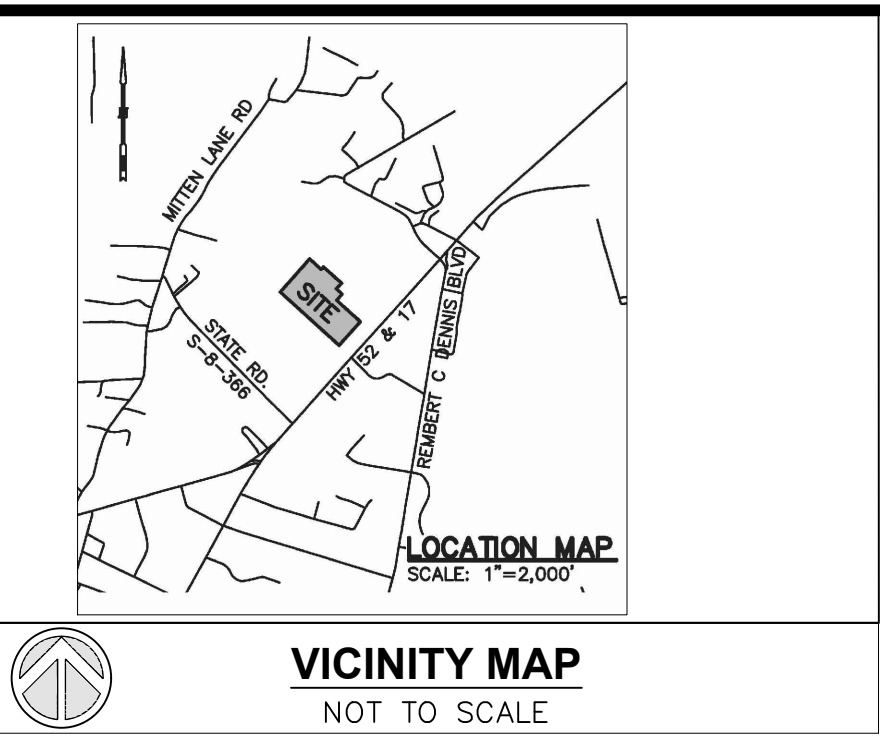 MITTEN LANE RD
SITE
STATE RD.
S-8-366
HWY 52 & 17
REMBERT C DENNIS BLVD
LOCATION MAP
SCALE: 1"=2,000'
VICINITY MAP
NOT TO SCALE